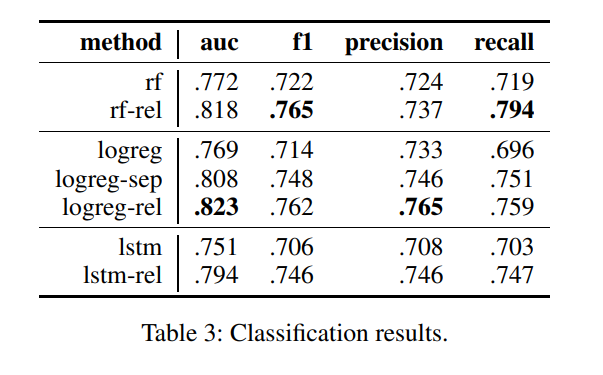 method auc f1 precision recall
rf .772 .722 .724 .719
rf-rel .818 .765 .737 .794
logreg .769 .714 .733 .696
logreg-sep .808 .748 .746 .751
logreg-rel .823 .762 .765 .759
lstm .751 .706 .708 .703
lstm-rel .794 .746 .746 .747
Table 3: Classification results.